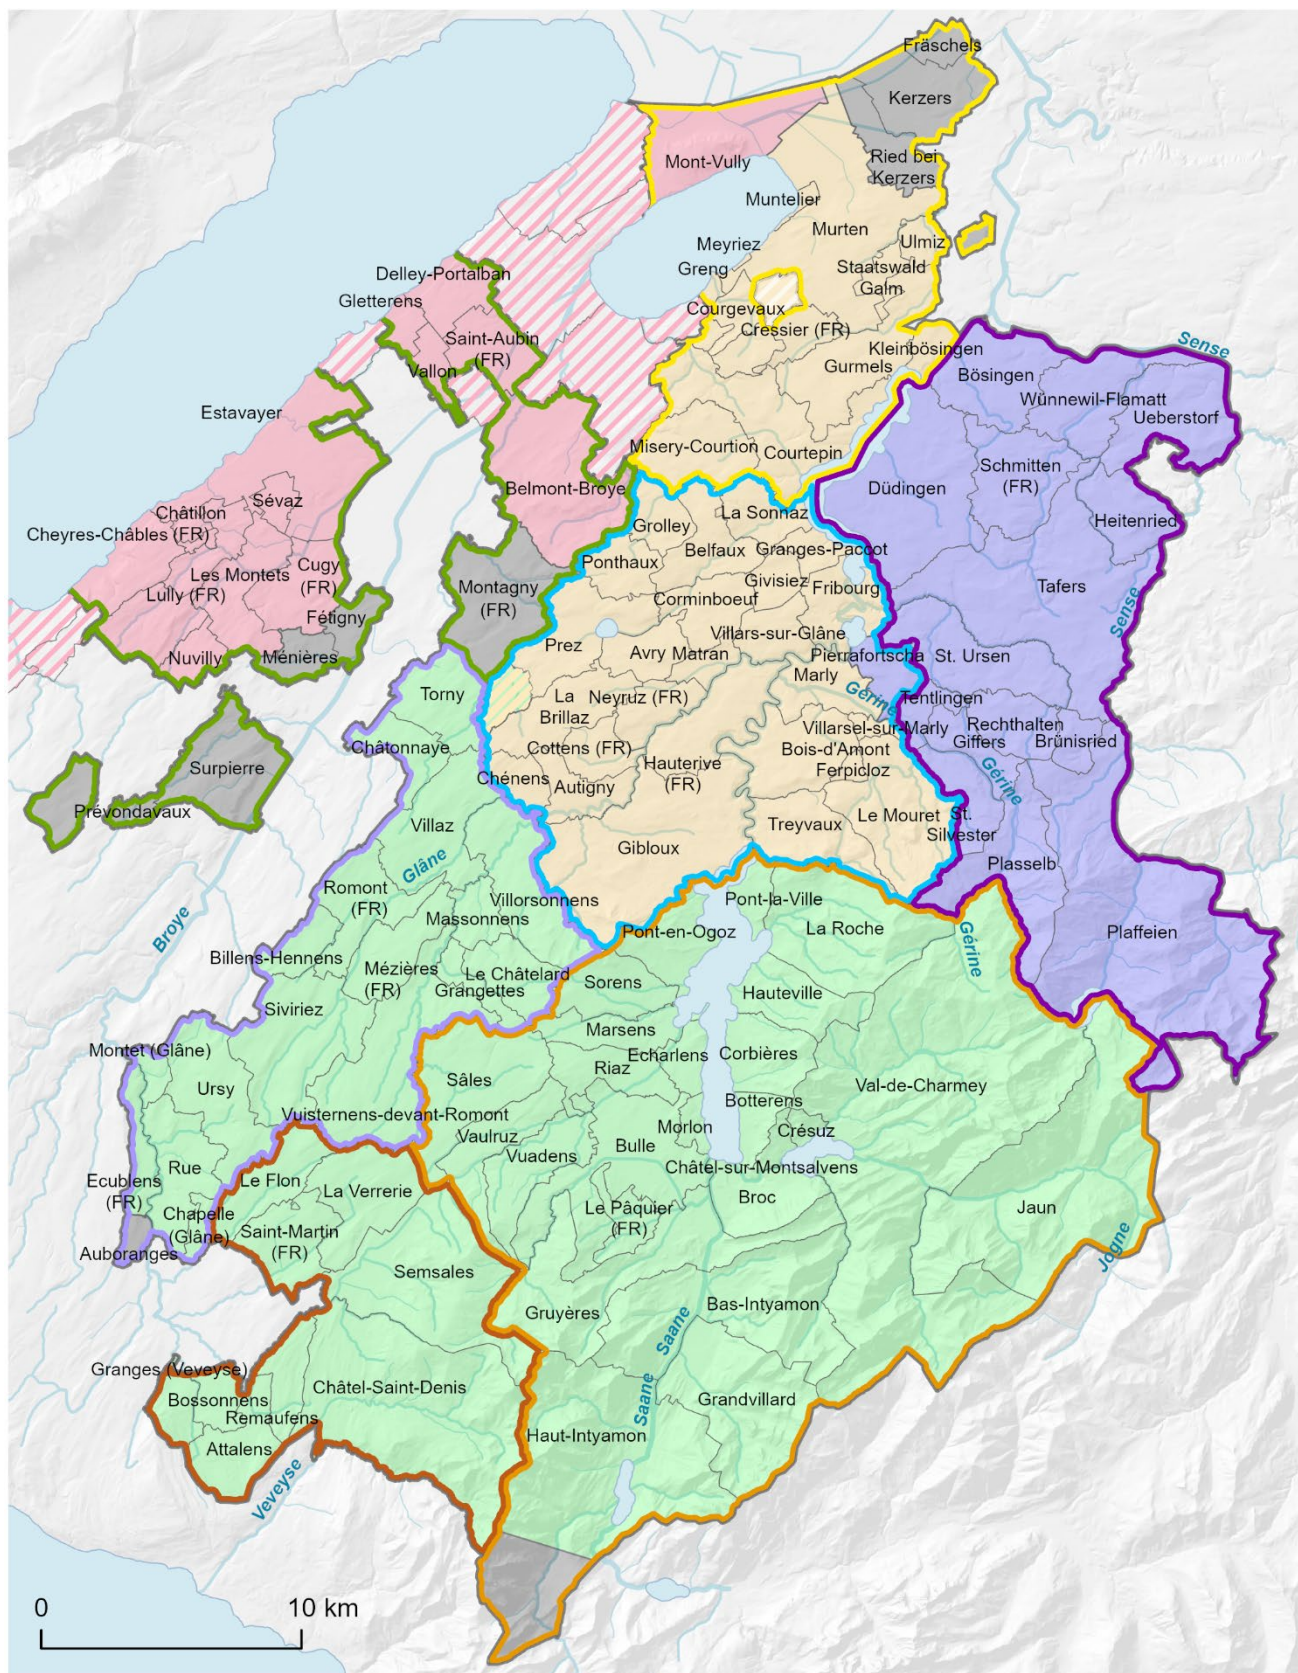 Fräschels
Kerzers
Mont-Vully
Ried bei
Kerzers
Muntelier
Murten
Ulmiz
Meyriez
Greng
Staatswald
Galm
Delley-Portalban
Gletterens
Courgevaux
Cressier (FR)
Saint-Aubin
(FR)
Vallon
Kleinbösingen
Gurmels
Sense
Bösingen
Wünnewil-Flamatt
Ueberstorf
Estavayer
Misery-Courtion
Courtepin
Schmitten
(FR)
Düdingen
Belmont-Broye
Heitenried
Sévaz
Châtillon
Cheyres-Châbles (FR)
La Sonnaz
Grolley
Belfaux
Granges-Paccot
Ponthaux
Cugy
(FR)
Les Montets
Lully (FR)
Montagny
(FR)
Givisiez
Fribourg
Corminboeuf
Tafers
Sense
Fétigny
Ménières
Nuvilly
Villars-sur-Glâne
Prez
Avry
Matran
Pierrafortscha
Marly
St. Ursen
Torny
La
Brillaz
Neyruz (FR)
Gérine
Tentlingen
Rechthalten
Giffers
Brünisried
Villarsel-sur-Marly
Bois-d'Amont
Ferpicloz
Châtonnaye
Cottens (FR)
Surpierre
Chénens
Autigny
Hauterive
(FR)
Gérine
Prévondavaux
Villaz
Treyvaux
Le Mouret
St.
Silvester
Gibloux
Plasselb
Glâne
Romont
(FR)
Villorsonnens
Massonnens
Pont-la-Ville
La Roche
Pont-en-Ogoz
Gérine
Plaffeien
Broye
Billens-Hennens
Mézières
(FR)
Le Châtelard
Grangettes
Sorens
Hauteville
Siviriez
Marsens
Echarlens
Corbières
Montet (Glâne)
Ursy
Sâles
Riaz
Val-de-Charmey
Botterens
Vuisternens-devant-Romont
Vaulruz
Morlon
Crésuz
Bulle
Vuadens
Châtel-sur-Montsalvens
Rue
Ecublens
(FR)
Le Flon
La Verrerie
Broc
Le Pâquier
(FR)
Jaun
Chapelle
(Glâne)
Saint-Martin
(FR)
Auboranges
Jogne
Semsales
Gruyères
Bas-Intyamon
Saane
Granges (Veveyse)
Bossonnens
Châtel-Saint-Denis
Remaufens
Saane
Grandvillard
Attalens
Haut-Intyamon
Veveyse
0
10 km